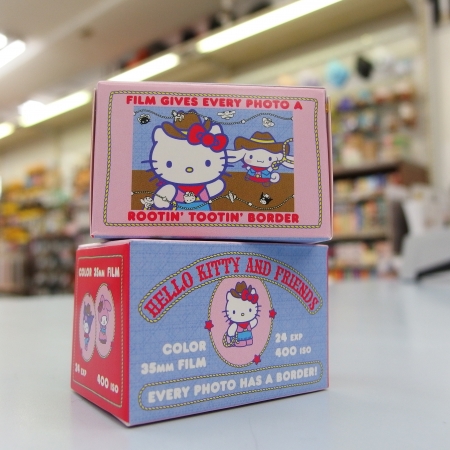 FILM GIVES EVERY PHOTO A
ROOTIN' TOOTIN' BORDER
HELLO KITTY AND FRIENDS
COLOR
35MM FILM
24 EXP
400 ISO
EVERY PHOTO HAS A BORDER!
COLOR 35MM FILM
24 EXP
400 ISO